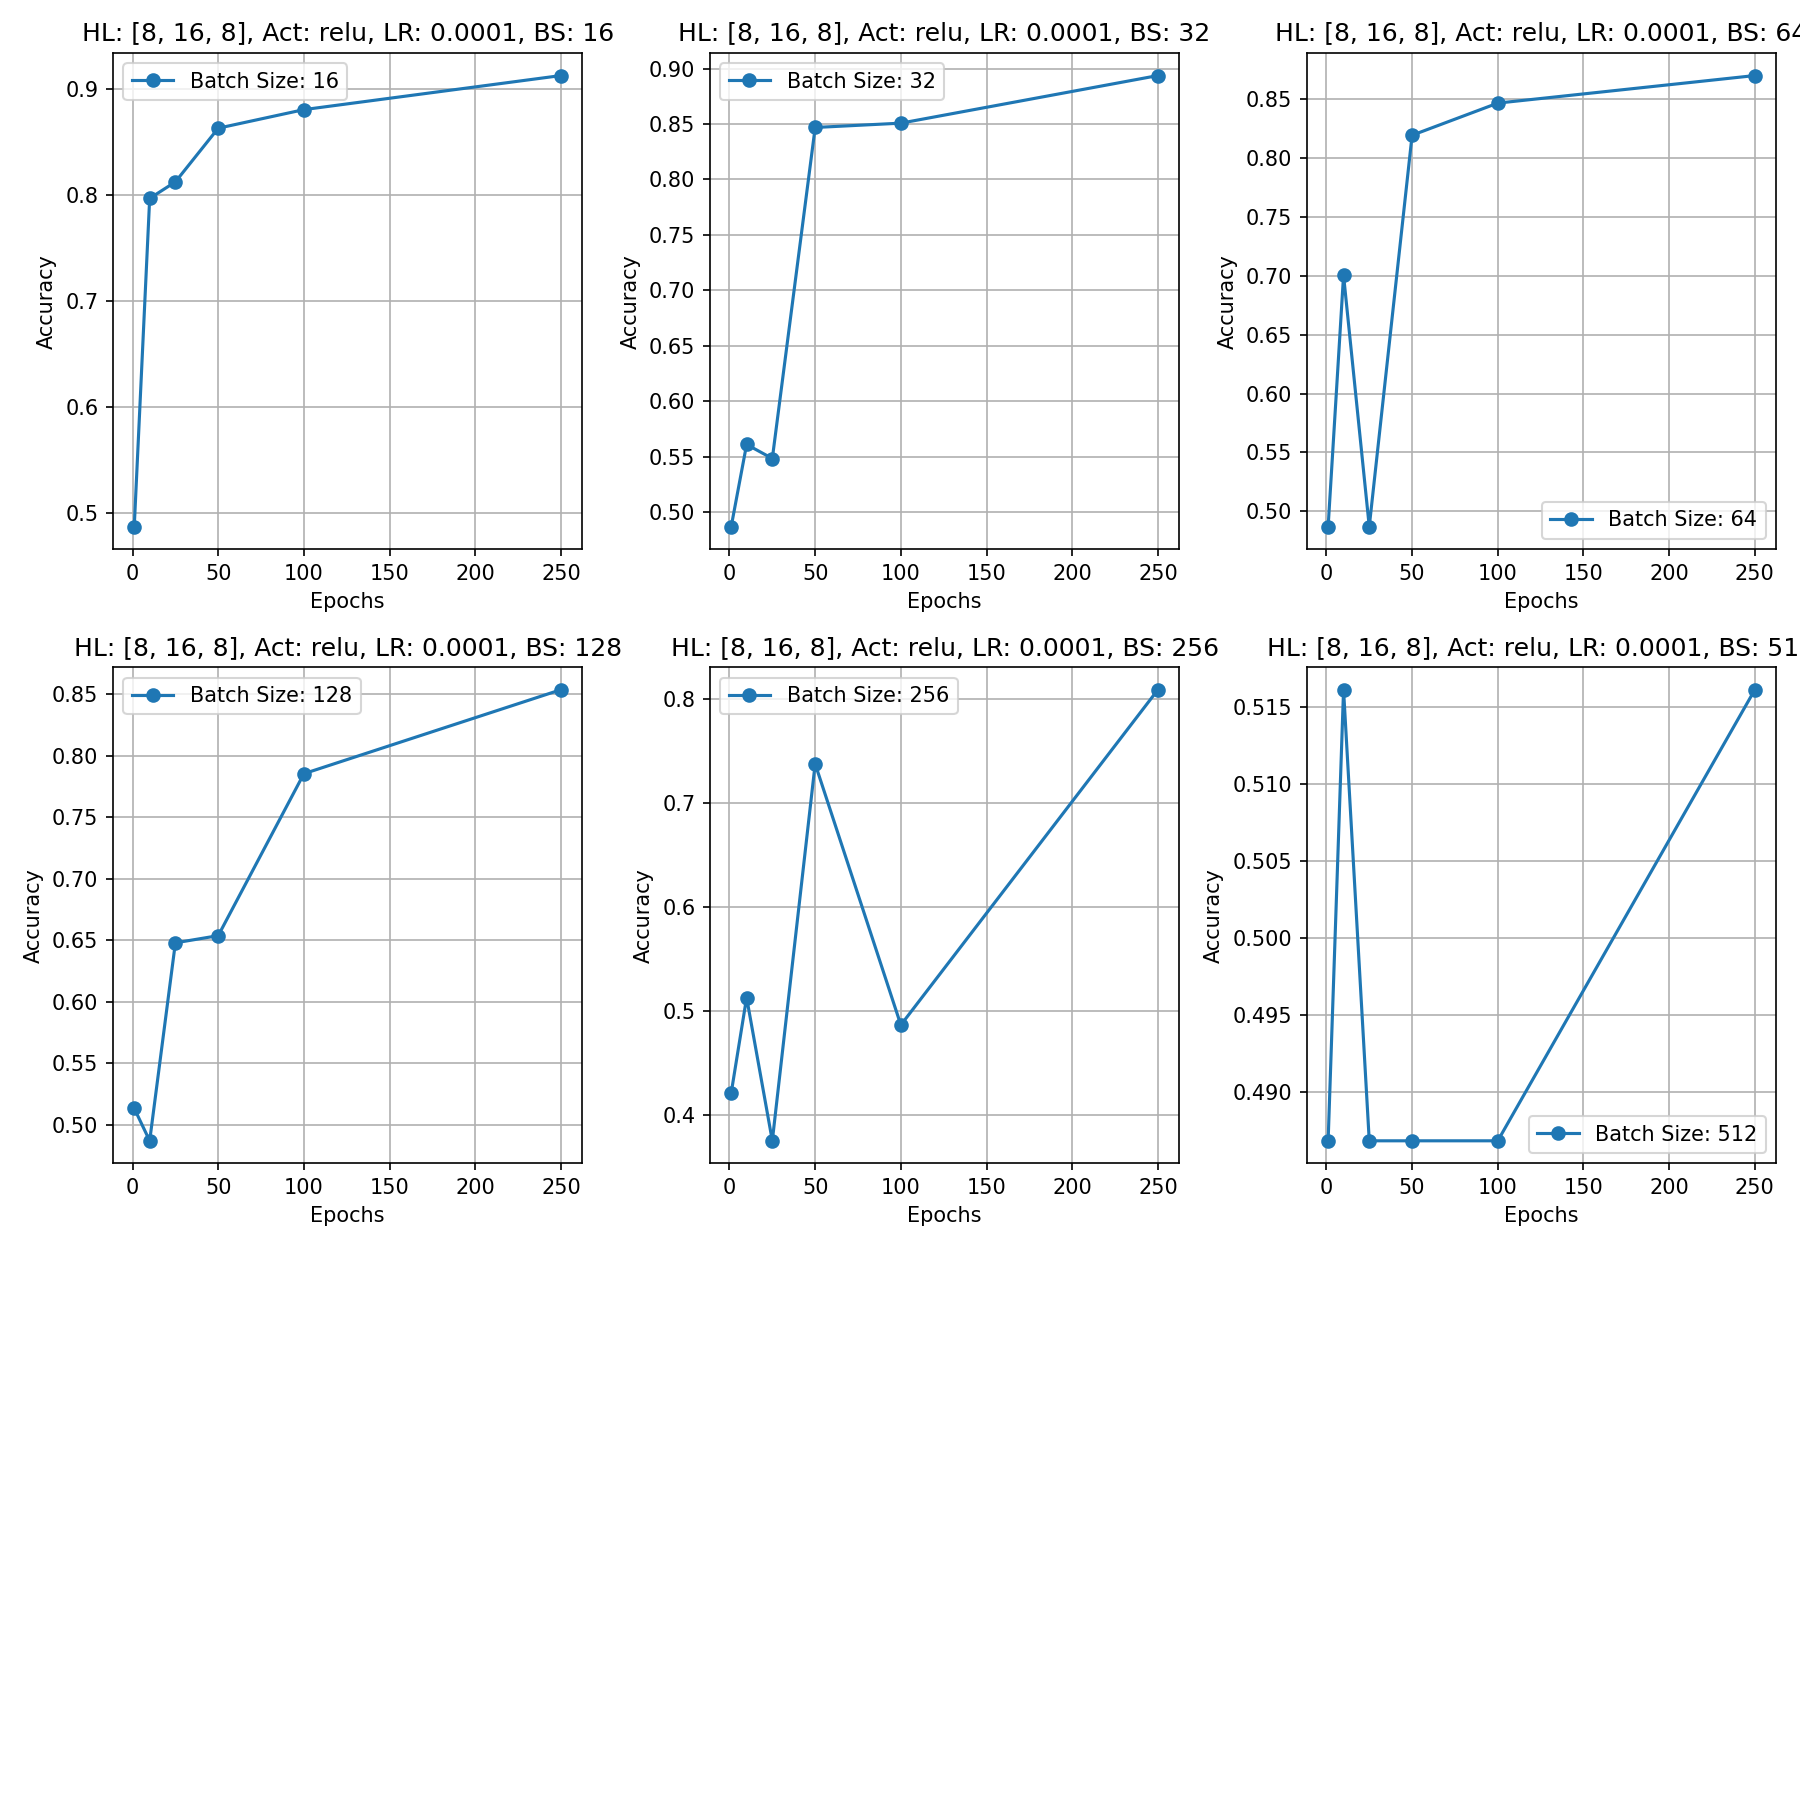 HL: [8, 16, 8], Act: relu, LR: 0.0001, BS: 16
Batch Size: 16
0.9
0.8
0.7
0.6
0.5
Accuracy
0 50 100 150 200 250
Epochs
HL: [8, 16, 8], Act: relu, LR: 0.0001, BS: 32
Batch Size: 32
0.90
0.85
0.80
0.75
0.70
0.65
0.60
0.55
0.50
Accuracy
0 50 100 150 200 250
Epochs
HL: [8, 16, 8], Act: relu, LR: 0.0001, BS: 64
0.85
0.80
0.75
0.70
0.65
0.60
0.55
0.50
Accuracy
Batch Size: 64
0 50 100 150 200 250
Epochs
HL: [8, 16, 8], Act: relu, LR: 0.0001, BS: 128
Batch Size: 128
0.85
0.80
0.75
0.70
0.65
0.60
0.55
0.50
Accuracy
0 50 100 150 200 250
Epochs
HL: [8, 16, 8], Act: relu, LR: 0.0001, BS: 256
Batch Size: 256
0.8
0.7
0.6
0.5
0.4
Accuracy
0 50 100 150 200 250
Epochs
HL: [8, 16, 8], Act: relu, LR: 0.0001, BS: 51
0.515
0.510
0.505
0.500
0.495
0.490
Accuracy
Batch Size: 512
0 50 100 150 200 250
Epochs